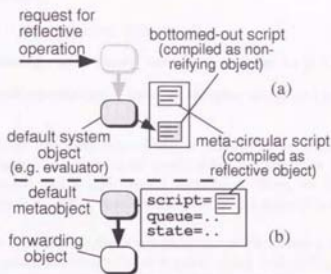 request for
reflective
operation
bottomed-out script
(compiled as non-
reifying object)
(a)
default system
object
(e.g. evaluator)
meta-circular script
(compiled as
reflective object)
default
metaobject
script=
queue=..
state=..
(b)
forwarding
object